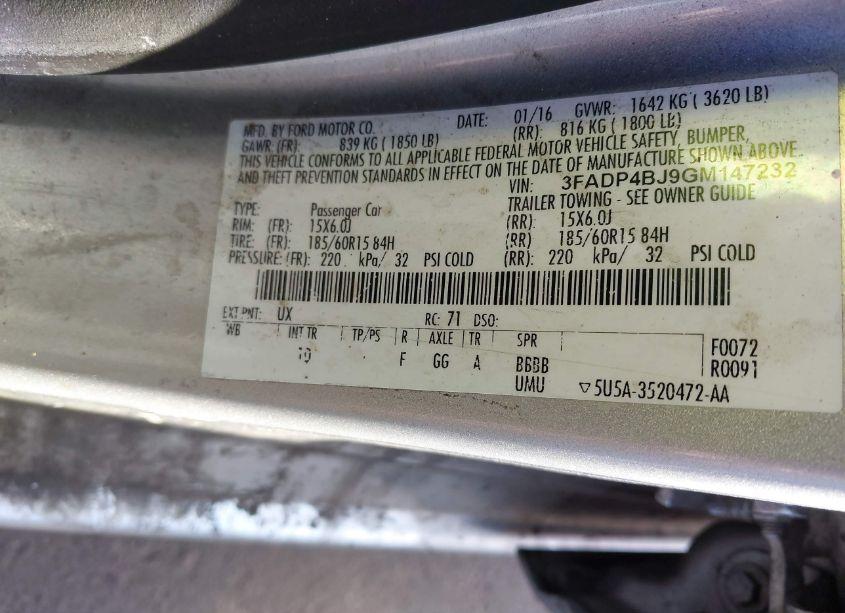 MFD. BY FORD MOTOR CO. DATE: 01/16 GVWR: 1642 KG ( 3620 LB)
GAWR: (FR): 839 KG ( 1850 LB) (RR): 816 KG ( 1800 LB)
THIS VEHICLE CONFORMS TO ALL APPLICABLE FEDERAL MOTOR VEHICLE SAFETY, BUMPER,
AND THEFT PREVENTION STANDARDS IN EFFECT ON THE DATE OF MANUFACTURE SHOWN ABOVE
VIN: 3FADP4BJ9GM147232
TRAILER TOWING - SEE OWNER GUIDE
TYPE: Passenger Car
RIM: (FR): 15X6.0J (RR): 15X6.0J
TIRE: (FR): 185/60R15 84H (RR) 185/60R15 84H
PRESSURE: (FR): 220 kPa/ 32 PSI COLD (RR): 220 kPa/ 32 PSI COLD
EXT PNT: UX RC: 71 DSO:
WB INT TR TP/PS R AXLE TR SPR F0072
19 F GG A BBBB R0091
UMU ▽5U5A-3520472-AA